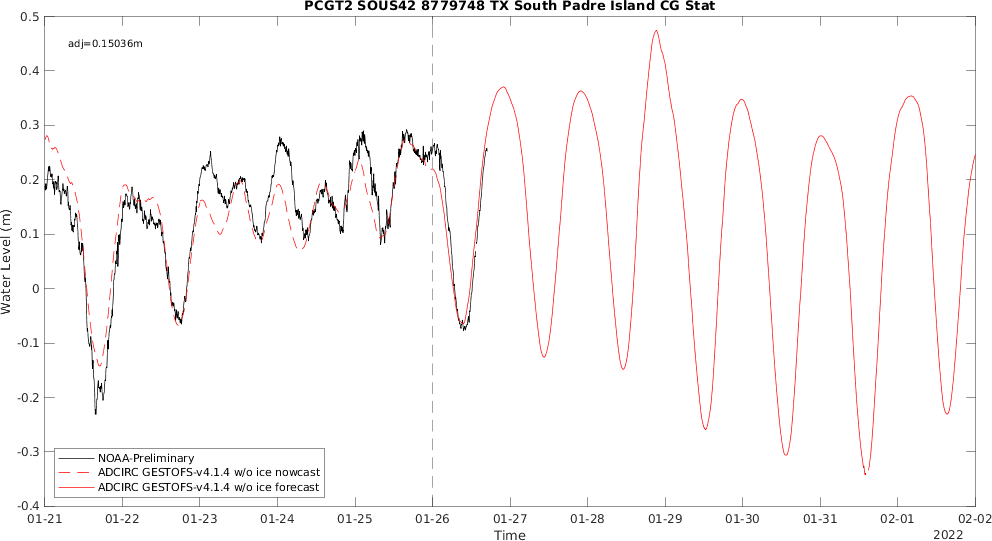 PCGT2 SOUS42 8779748 TX South Padre Island CG Stat
adj=0.15036m
0.5
0.4
0.3
0.2
0.1
0
-0.1
-0.2
-0.3
-0.4
Water Level (m)
NOAA-Preliminary
ADCIRC GESTOFS-v4.1.4 w/o ice nowcast
ADCIRC GESTOFS-v4.1.4 w/o ice forecast
01-21 01-22 01-23 01-24 01-25 01-26 01-27 01-28 01-29 01-30 01-31 02-01 02-02
Time
2022